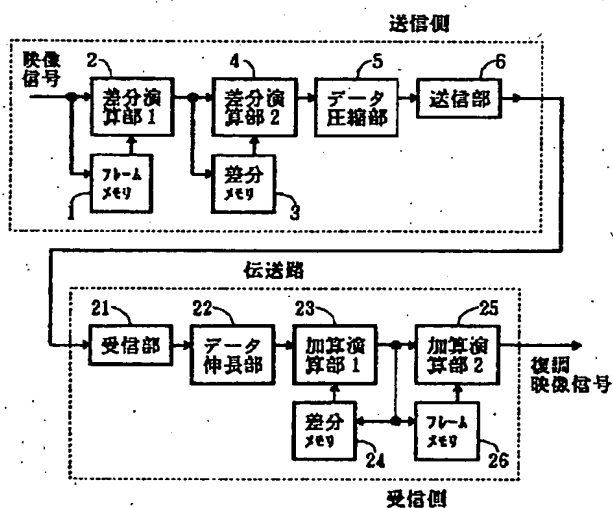 送信側
映像
信号
2
4
5
6
差分演
算部1
差分演
算部2
データ
圧縮部
送信部
フレーム
メモリ
1
差分
メモリ
3
伝送路
21
22
23
25
受信部
データ
伸長部
加算演
算部1
加算演
算部2
復調
映像信号
差分
メモリ
24
フレーム
メモリ
26
受信側